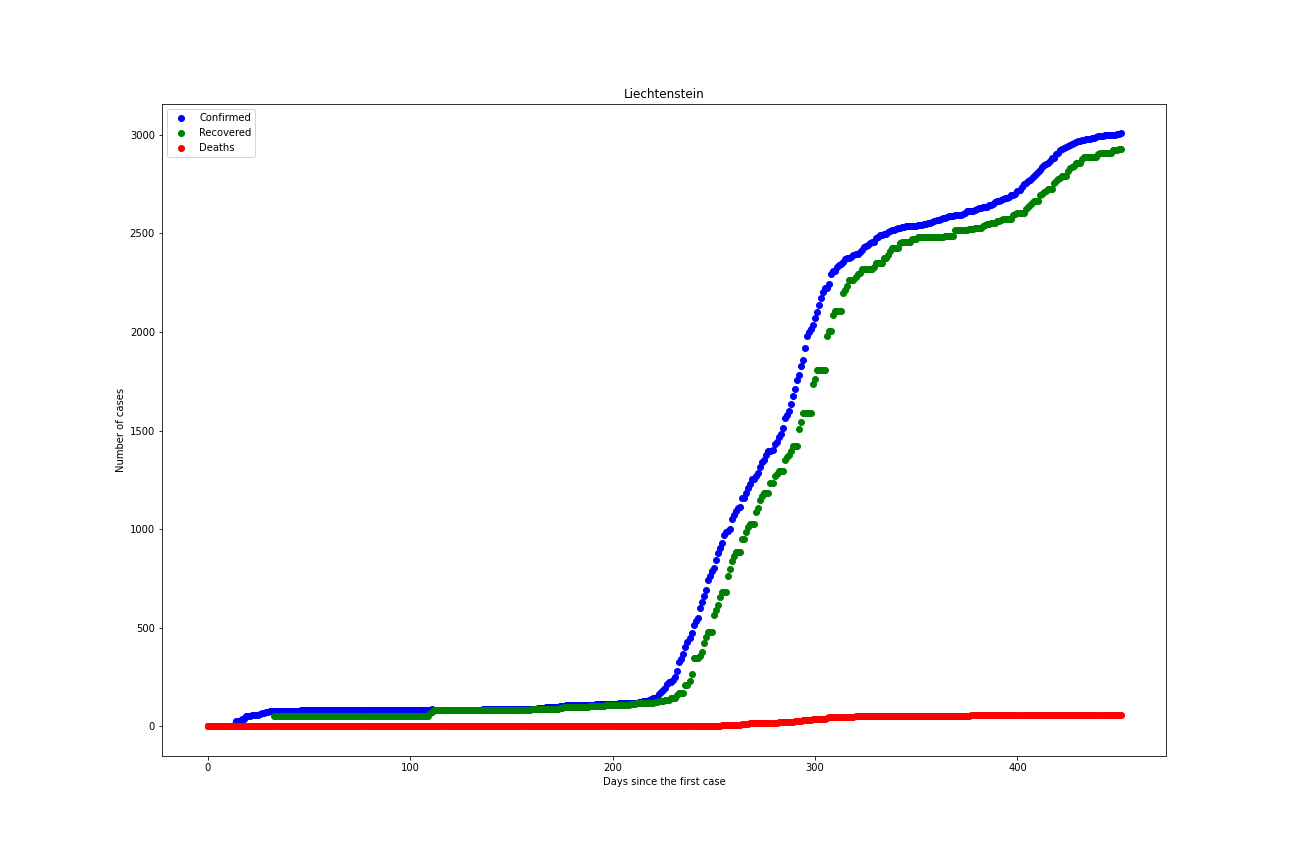 Liechtenstein
Confirmed
Recovered
Deaths
3000
2500
2000
1500
1000
500
0
Number of cases
0 100 200 300 400
Days since the first case